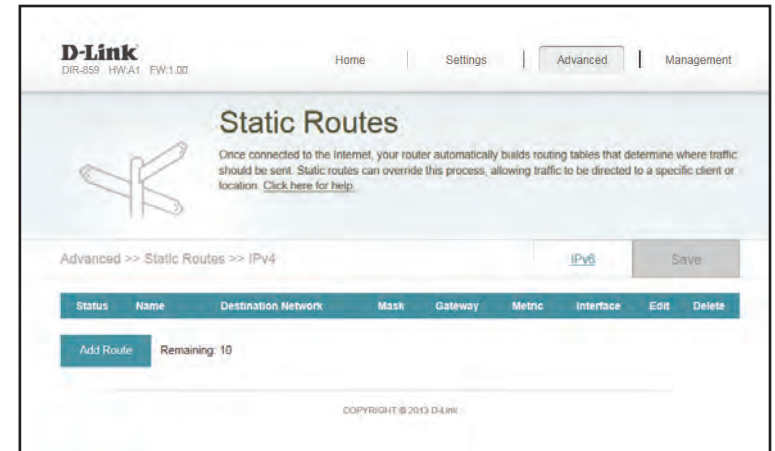 D-Link
DIR-859 HW:A1 FW:1.00
Home
Settings
Advanced
Management
Static Routes
Once connected to the Internet, your router automatically builds routing tables that determine where traffic
should be sent. Static routes can override this process, allowing traffic to be directed to a specific client or
location. Click here for help.
Advanced >> Static Routes >> IPv4
IPv6
Save
Status Name Destination Network Mask Gateway Metric Interface Edit Delete
Add Route Remaining: 10
COPYRIGHT © 2013 D-Link